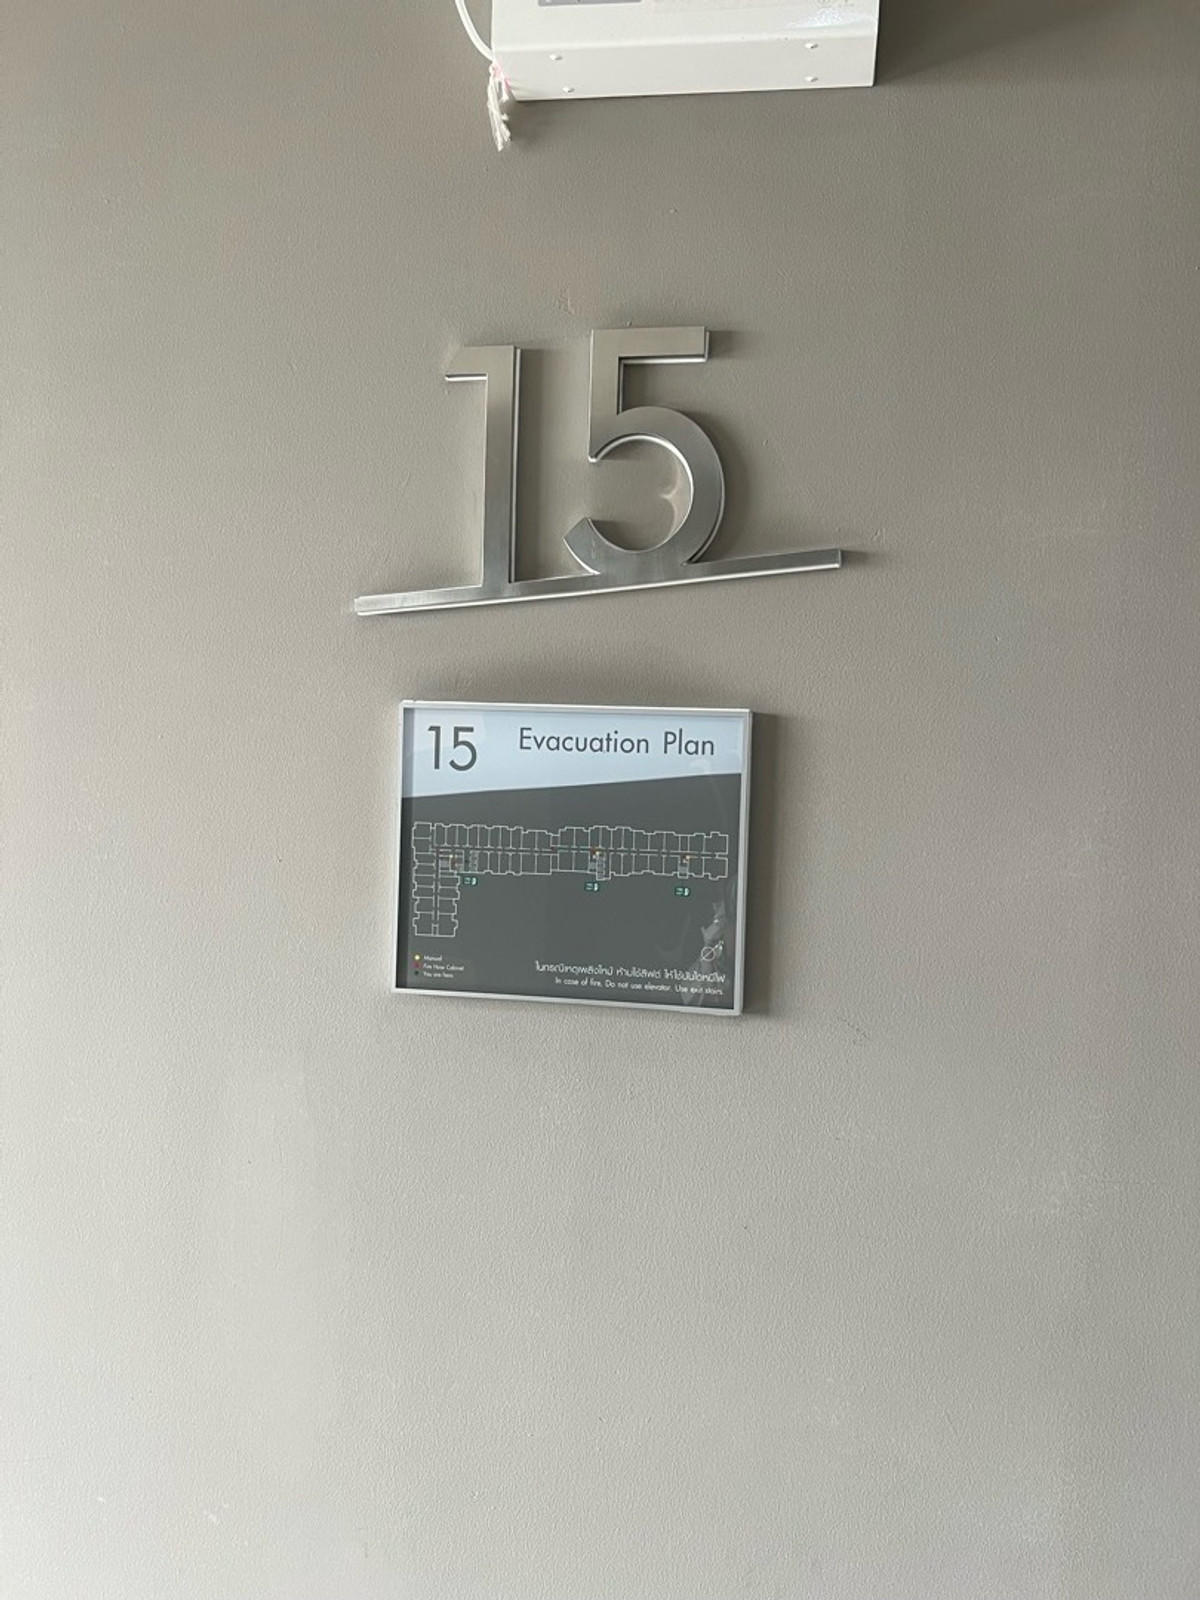 15
15
Evacuation Plan
Manual
Fire Hose Cabinet
You are here
ในกรณีเหตุเพลิงไหม้ ห้ามใช้ลิฟต์ ให้ใช้บันไดหนีไฟ
In case of fire, Do not use elevator. Use exit stairs.